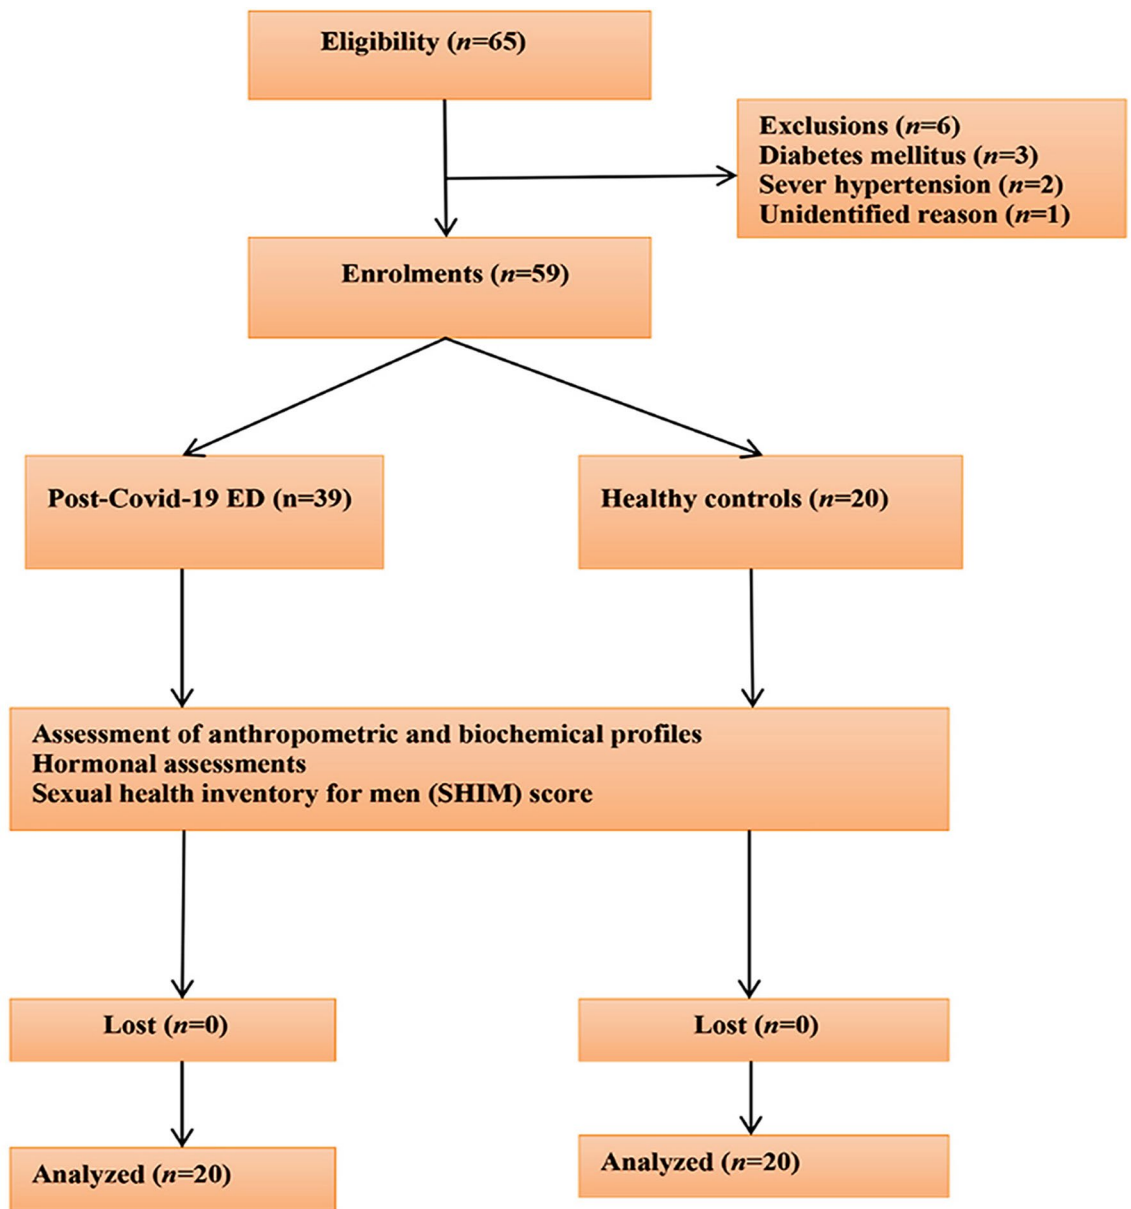 Eligibility (n=65)
Exclusions (n=6)
Diabetes mellitus (n=3)
Sever hypertension (n=2)
Unidentified reason (n=1)
Enrolments (n=59)
Post-Covid-19 ED (n=39)
Healthy controls (n=20)
Assessment of anthropometric and biochemical profiles
Hormonal assessments
Sexual health inventory for men (SHIM) score
Lost (n=0)
Lost (n=0)
Analyzed (n=20)
Analyzed (n=20)